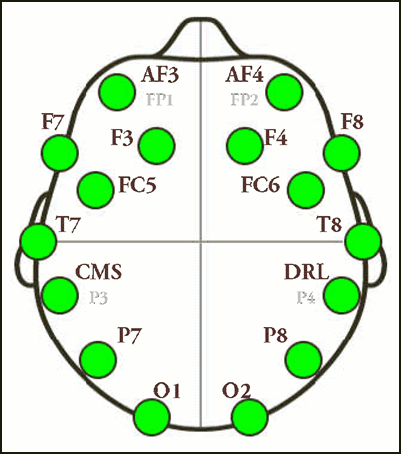 AF3 AF4
FP1 FP2
F7 F8
F3 F4
FC5 FC6
T7 T8
CMS DRL
P3 P4
P7 P8
O1 O2